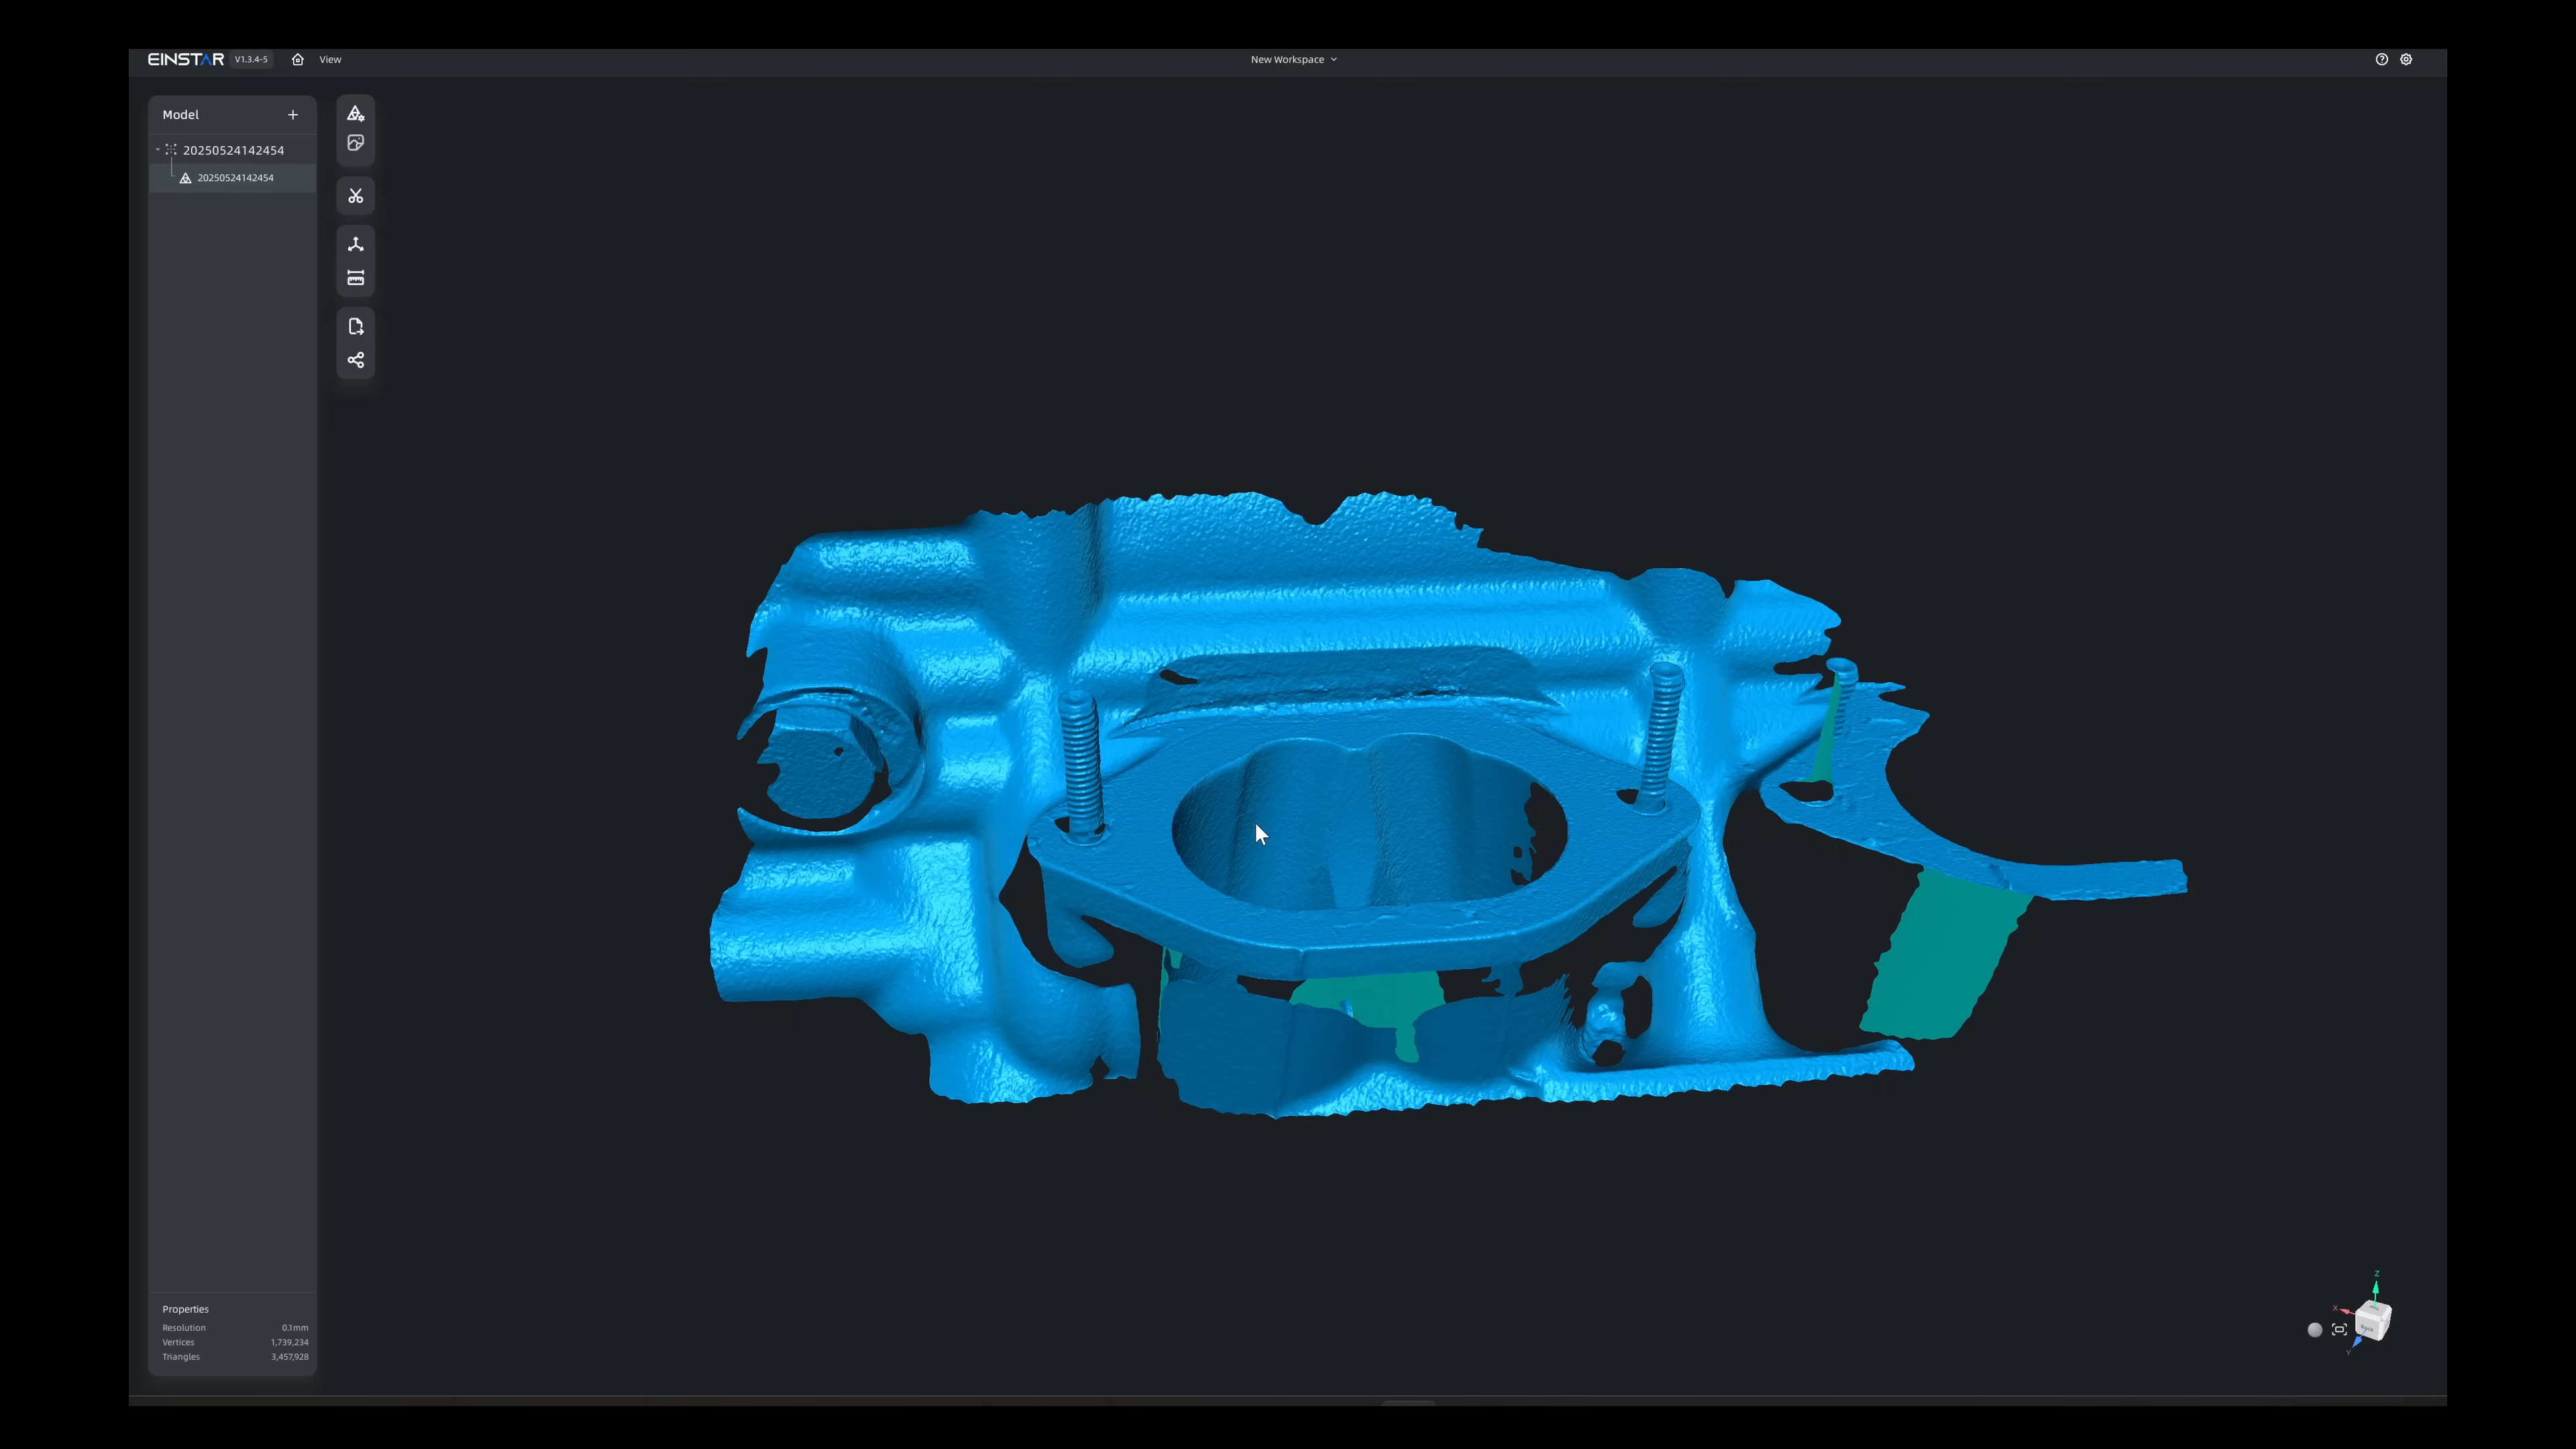 EINSTAR V1.3.4-5 View New Workspace
Model
20250524142454
20250524142454
Properties
Resolution 0.1mm
Vertices 1,739,234
Triangles 3,457,928
Z
X
Back
Y